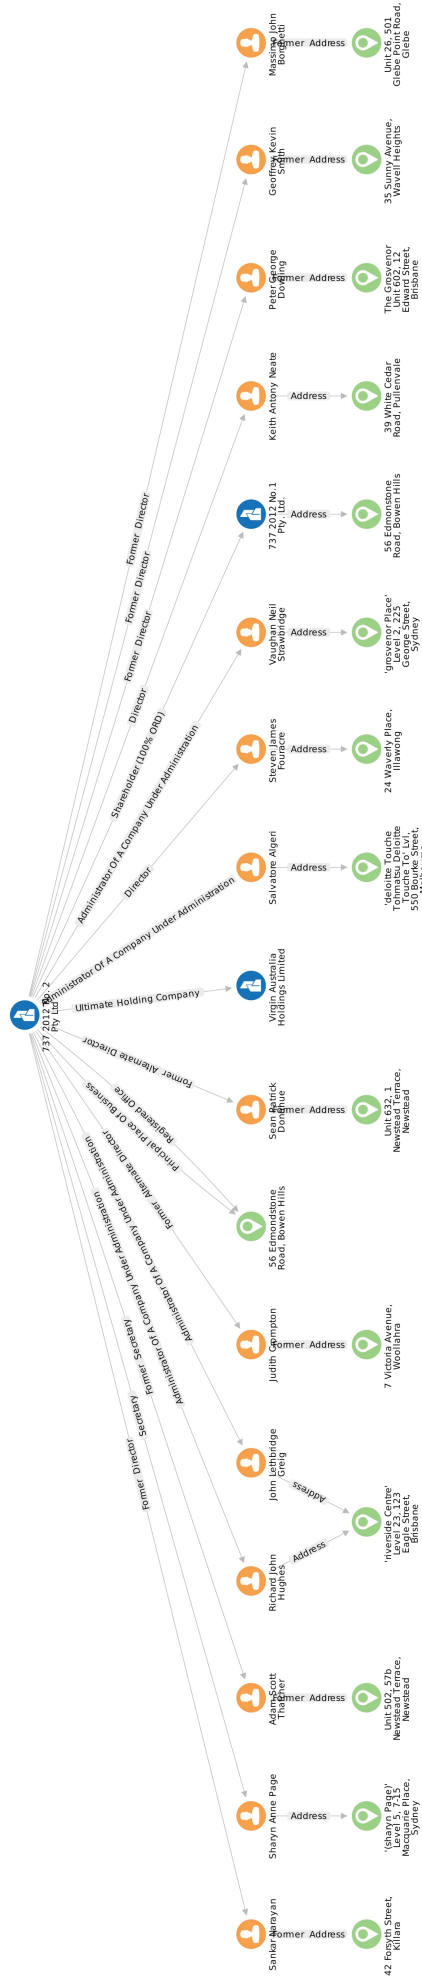 Massimo John
Borghetti
Former Address
Unit 26, 501
Glebe Point Road,
Glebe
Geoffrey Kevin
Smith
Former Address
35 Sunny Avenue,
Wavell Heights
Peter George
Dowling
Former Address
The Grosvenor
Unit 602, 12
Edward Street,
Brisbane
Keith Antony Neate
Address
39 White Cedar
Road, Pullenvale
737 2012 No.1
Pty .Ltd.
Address
56 Edmonstone
Road, Bowen Hills
Vaughan Neil
Strawbridge
Address
'grosvenor Place'
Level 2, 225
George Street,
Sydney
Steven James
Fouracre
Address
24 Waverly Place,
Illawong
Salvatore Algeri
Address
'deloitte Touche
Tohmatsu Deloitte
Touche To' Lvl,
550 Bourke Street,
Virgin Australia
Holdings Limited
Sean Patrick
Donohue
Former Address
Unit 632, 1
Newstead Terrace,
Newstead
56 Edmondstone
Road, Bowen Hills
Judith Crompton
Former Address
7 Victoria Avenue,
Woollahra
John Lethbridge
Greig
Address
'riverside Centre'
Level 23, 123
Eagle Street,
Brisbane
Richard John
Hughes
Address
Adam Scott
Thatcher
Former Address
Unit 502, 57b
Newstead Terrace,
Newstead
Sharyn Anne Page
Address
'(sharyn Page)'
Level 5, 7-15
Macquarie Place,
Sydney
Sankar Narayan
Former Address
42 Forsyth Street,
Killara
737 2012 No. 2
Pty Ltd
Former Director
Former Director
Former Director
Director
Shareholder (100% ORD)
Administrator Of A Company Under Administration
Director
Administrator Of A Company Under Administration
Ultimate Holding Company
Former Alternate Director
Registered Office
Principal Place Of Business
Former Alternate Director
Administrator Of A Company Under Administration
Administrator Of A Company Under Administration
Former Secretary
Secretary
Former Director